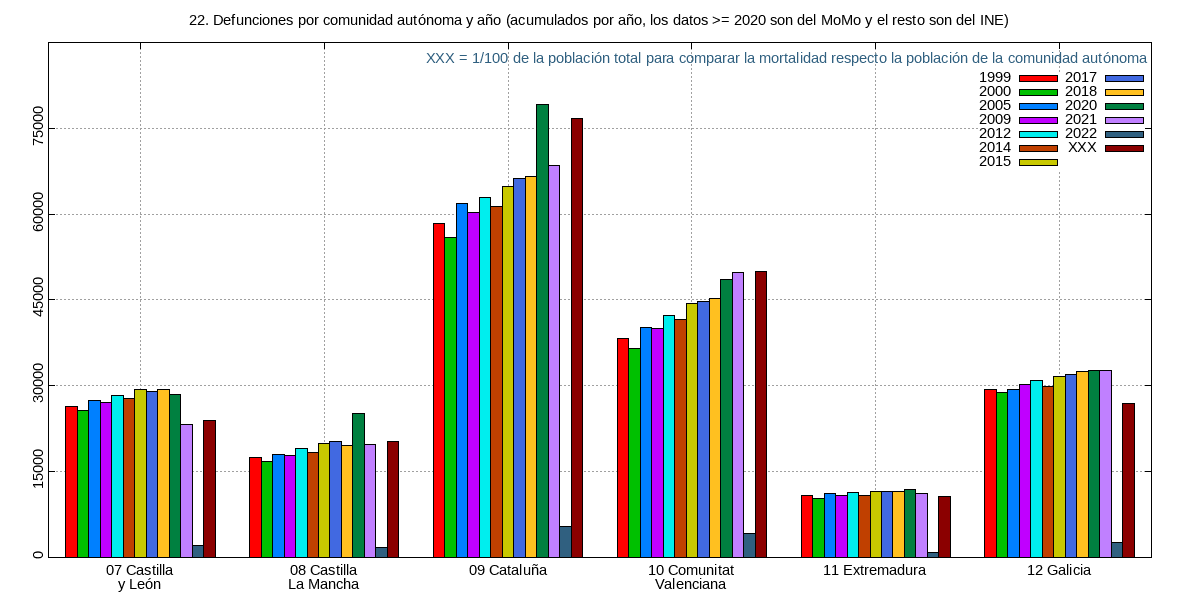 22. Defunciones por comunidad autónoma y año (acumulados por año, los datos >= 2020 son del MoMo y el resto son del INE)
XXX = 1/100 de la población total para comparar la mortalidad respecto la población de la comunidad autónoma
1999 2017
2000 2018
2005 2020
2009 2021
2012 2022
2014 XXX
2015
75000
60000
45000
30000
15000
0
07 Castilla y León
08 Castilla La Mancha
09 Cataluña
10 Comunitat Valenciana
11 Extremadura
12 Galicia